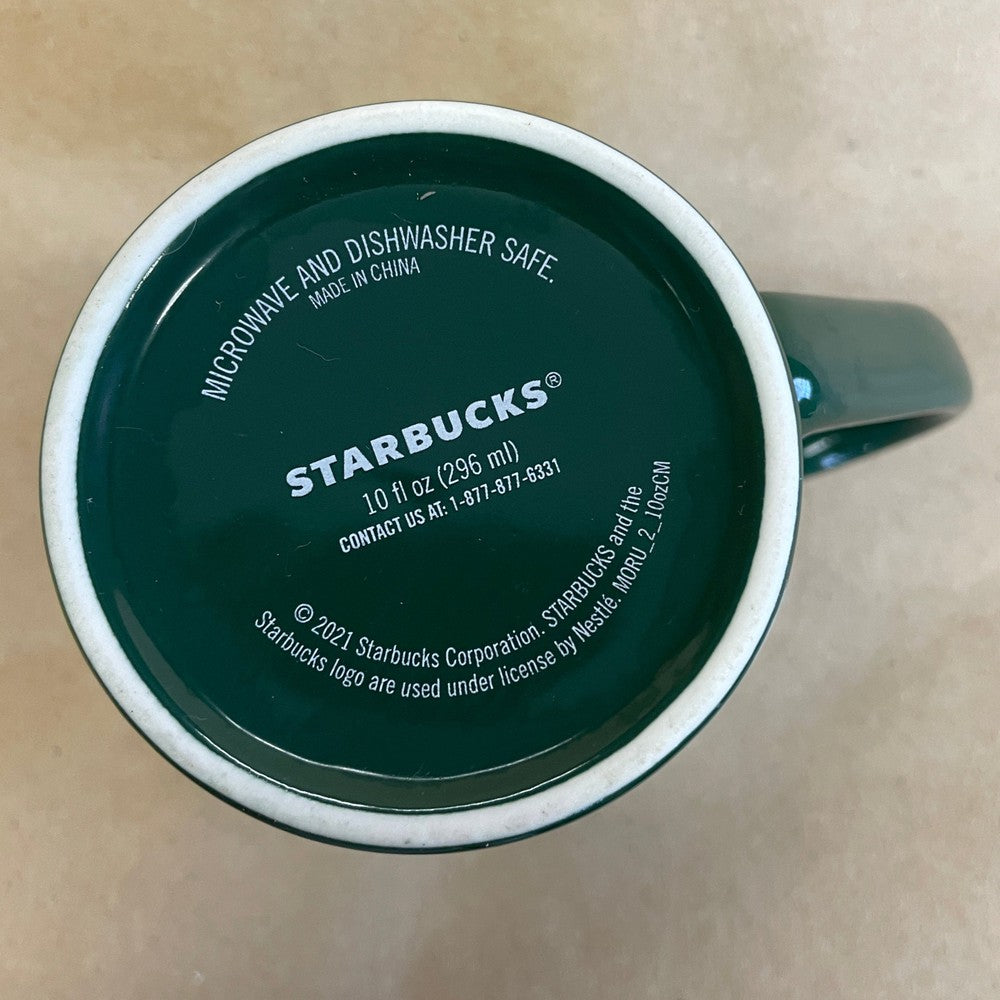 MICROWAVE AND DISHWASHER SAFE.
MADE IN CHINA
STARBUCKS®
10 fl oz (296 ml)
CONTACT US AT: 1-877-877-6331
© 2021 Starbucks Corporation. STARBUCKS and the
Starbucks logo are used under license by Nestlé. MORU_2_10ozCM